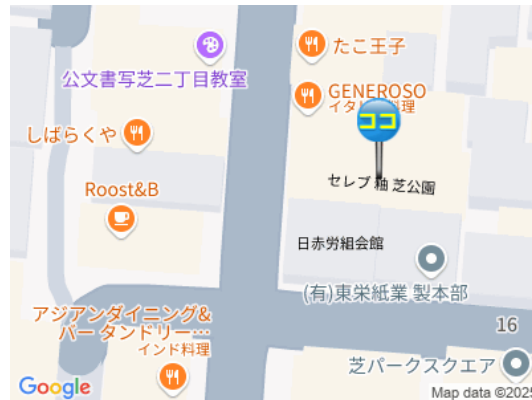 たこ王子
公文書写芝二丁目教室
GENEROSO
イタリ 料理
ココ
しばらくや
セレブ 釉 芝公園
Roost&B
日赤労組会館
(有)東栄紙業 製本部
アジアンダイニング&
バー タンドリー…
インド料理
16
芝パークスクエア
Google
Map data ©2025